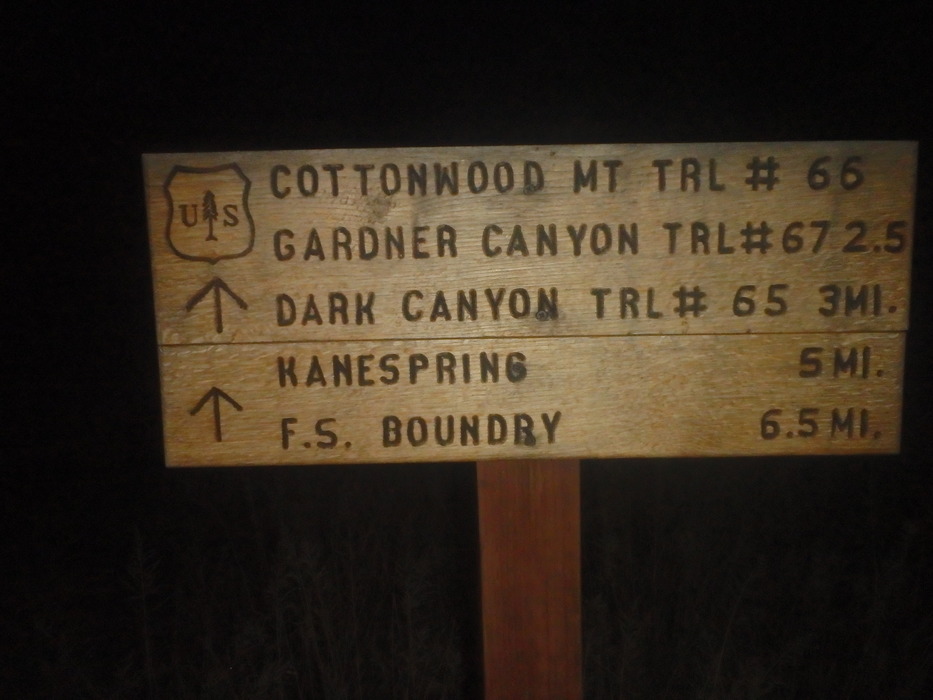 COTTONWOOD MT TRL # 66
U S
GARDNER CANYON TRL# 67 2.5
DARK CANYON TRL# 65 3MI.
KANESPRING 5 MI.
F.S. BOUNDRY 6.5 MI.